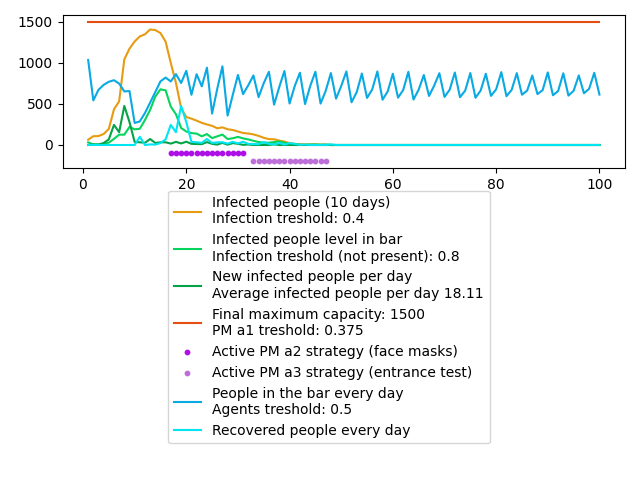 1500
1000
500
0
0 20 40 60 80 100
Infected people (10 days)
Infection treshold: 0.4
Infected people level in bar
Infection treshold (not present): 0.8
New infected people per day
Average infected people per day 18.11
Final maximum capacity: 1500
PM a1 treshold: 0.375
Active PM a2 strategy (face masks)
Active PM a3 strategy (entrance test)
People in the bar every day
Agents treshold: 0.5
Recovered people every day